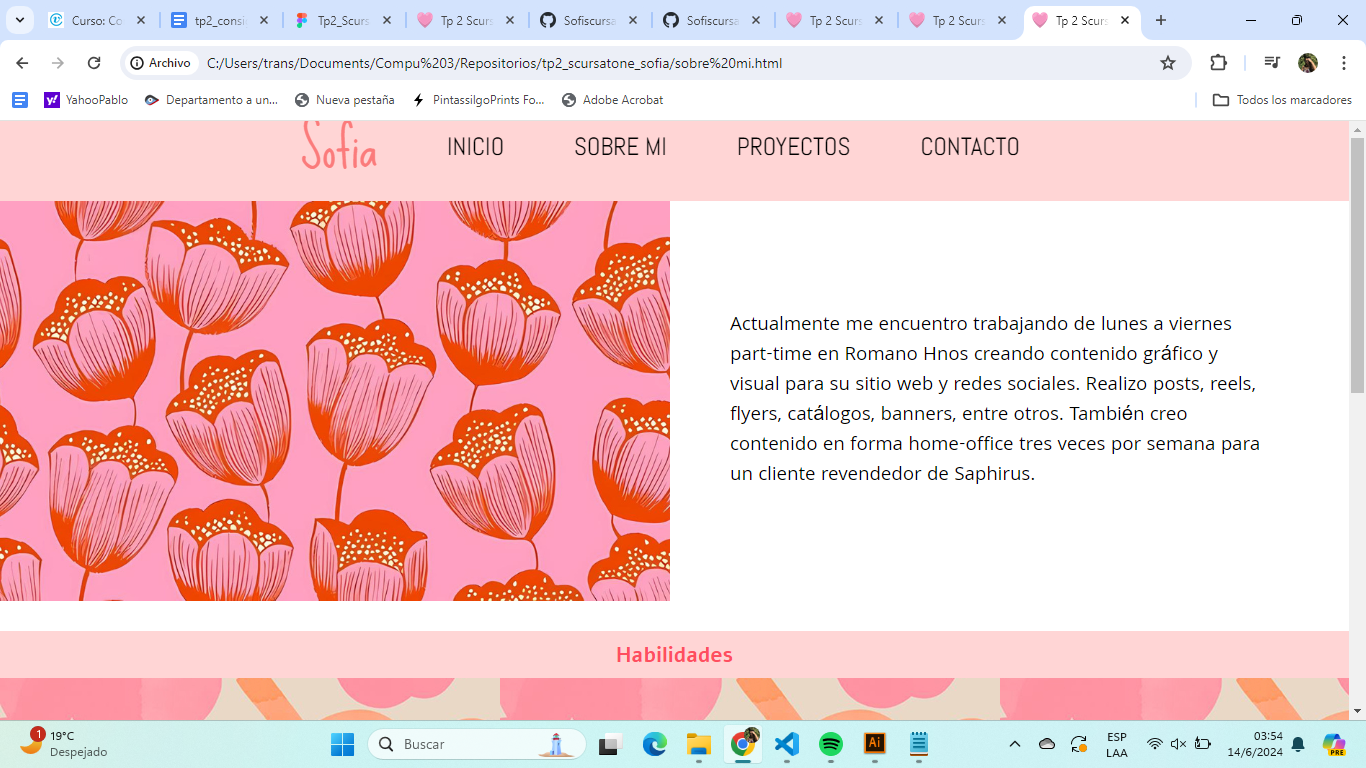 Curso: Co
tp2_consi
Tp2_Scurs
Tp 2 Scurs
Sofiscursa
Sofiscursa
Tp 2 Scurs
Tp 2 Scurs
Tp 2 Scurs
Archivo
C:/Users/trans/Documents/Compu%203/Repositorios/tp2_scursatone_sofia/sobre%20mi.html
YahooPablo
Departamento a un...
Nueva pestaña
PintassilgoPrints Fo...
Adobe Acrobat
Todos los marcadores
Sofia
INICIO
SOBRE MI
PROYECTOS
CONTACTO
Actualmente me encuentro trabajando de lunes a viernes
part-time en Romano Hnos creando contenido gráfico y
visual para su sitio web y redes sociales. Realizo posts, reels,
flyers, catálogos, banners, entre otros. También creo
contenido en forma home-office tres veces por semana para
un cliente revendedor de Saphirus.
Habilidades
1
19°C
Despejado
Buscar
Ai
ESP
LAA
03:54
14/6/2024
PRE